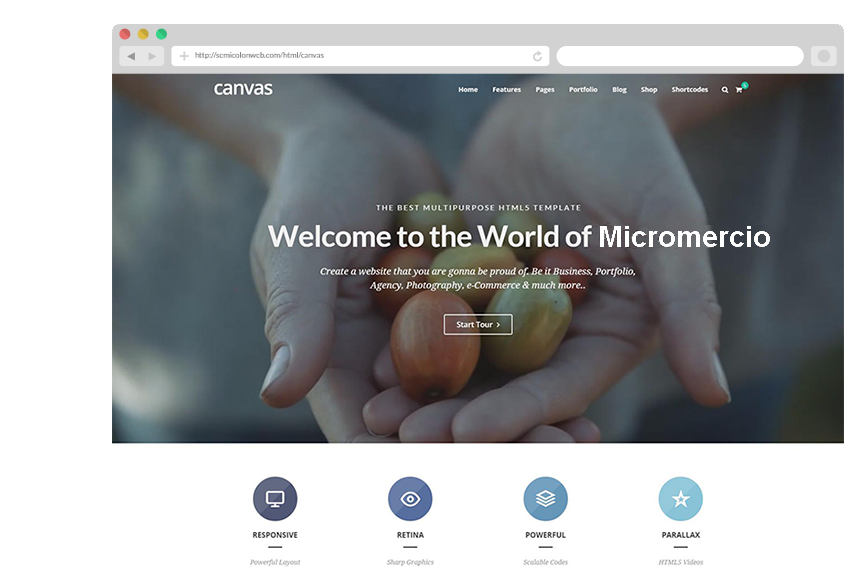 http://semicolonweb.com/html/canvas
canvas
Home Features Pages Portfolio Blog Shop Shortcodes
THE BEST MULTIPURPOSE HTML5 TEMPLATE
Welcome to the World of Micromercio
Create a website that you are gonna be proud of. Be it Business, Portfolio,
Agency, Photography, e-Commerce & much more..
Start Tour
RESPONSIVE RETINA POWERFUL PARALLAX
Powerful Layout Sharp Graphics Scalable Codes HTML5 Videos